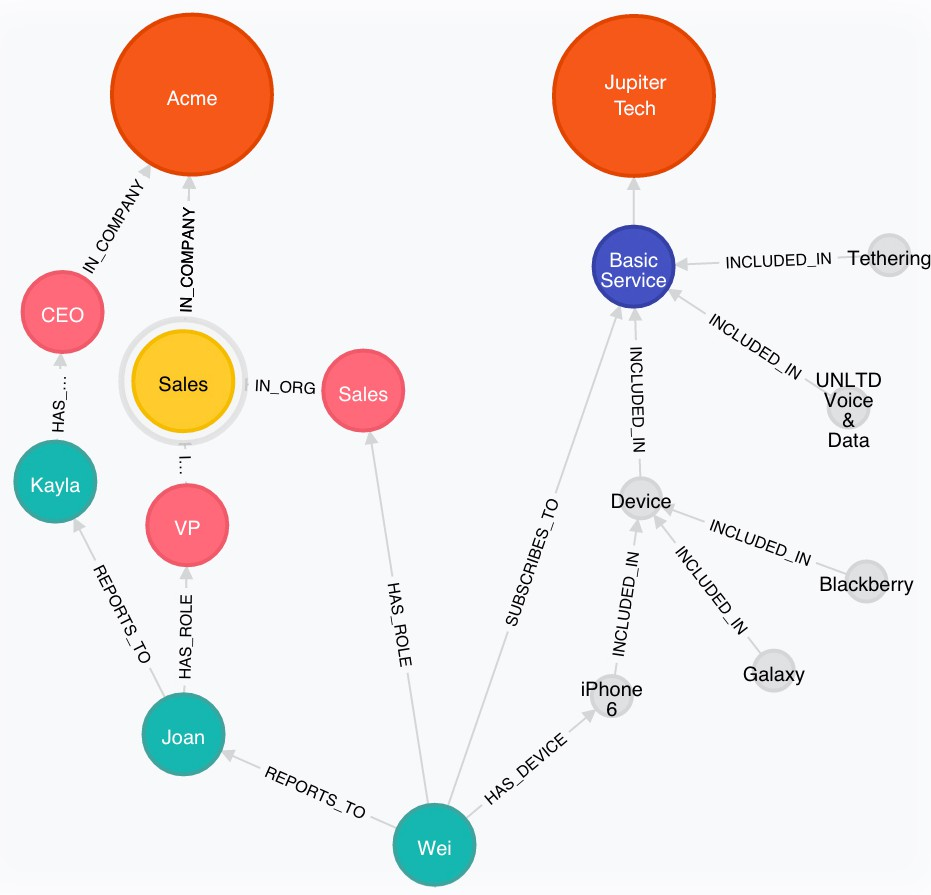 Acme
Jupiter
Tech
IN_COMPANY
IN_COMPANY
Basic
Service
INCLUDED_IN
Tethering
CEO
INCLUDED_IN
INCLUDED_IN
Sales
IN_ORG
Sales
UNLTD
Voice
&
Data
HAS_...
I...
Kayla
VP
Device
SUBSCRIBES_TO
INCLUDED_IN
Blackberry
INCLUDED_IN
INCLUDED_IN
REPORTS_TO
HAS_ROLE
HAS_ROLE
Galaxy
iPhone
6
Joan
HAS_DEVICE
REPORTS_TO
Wei